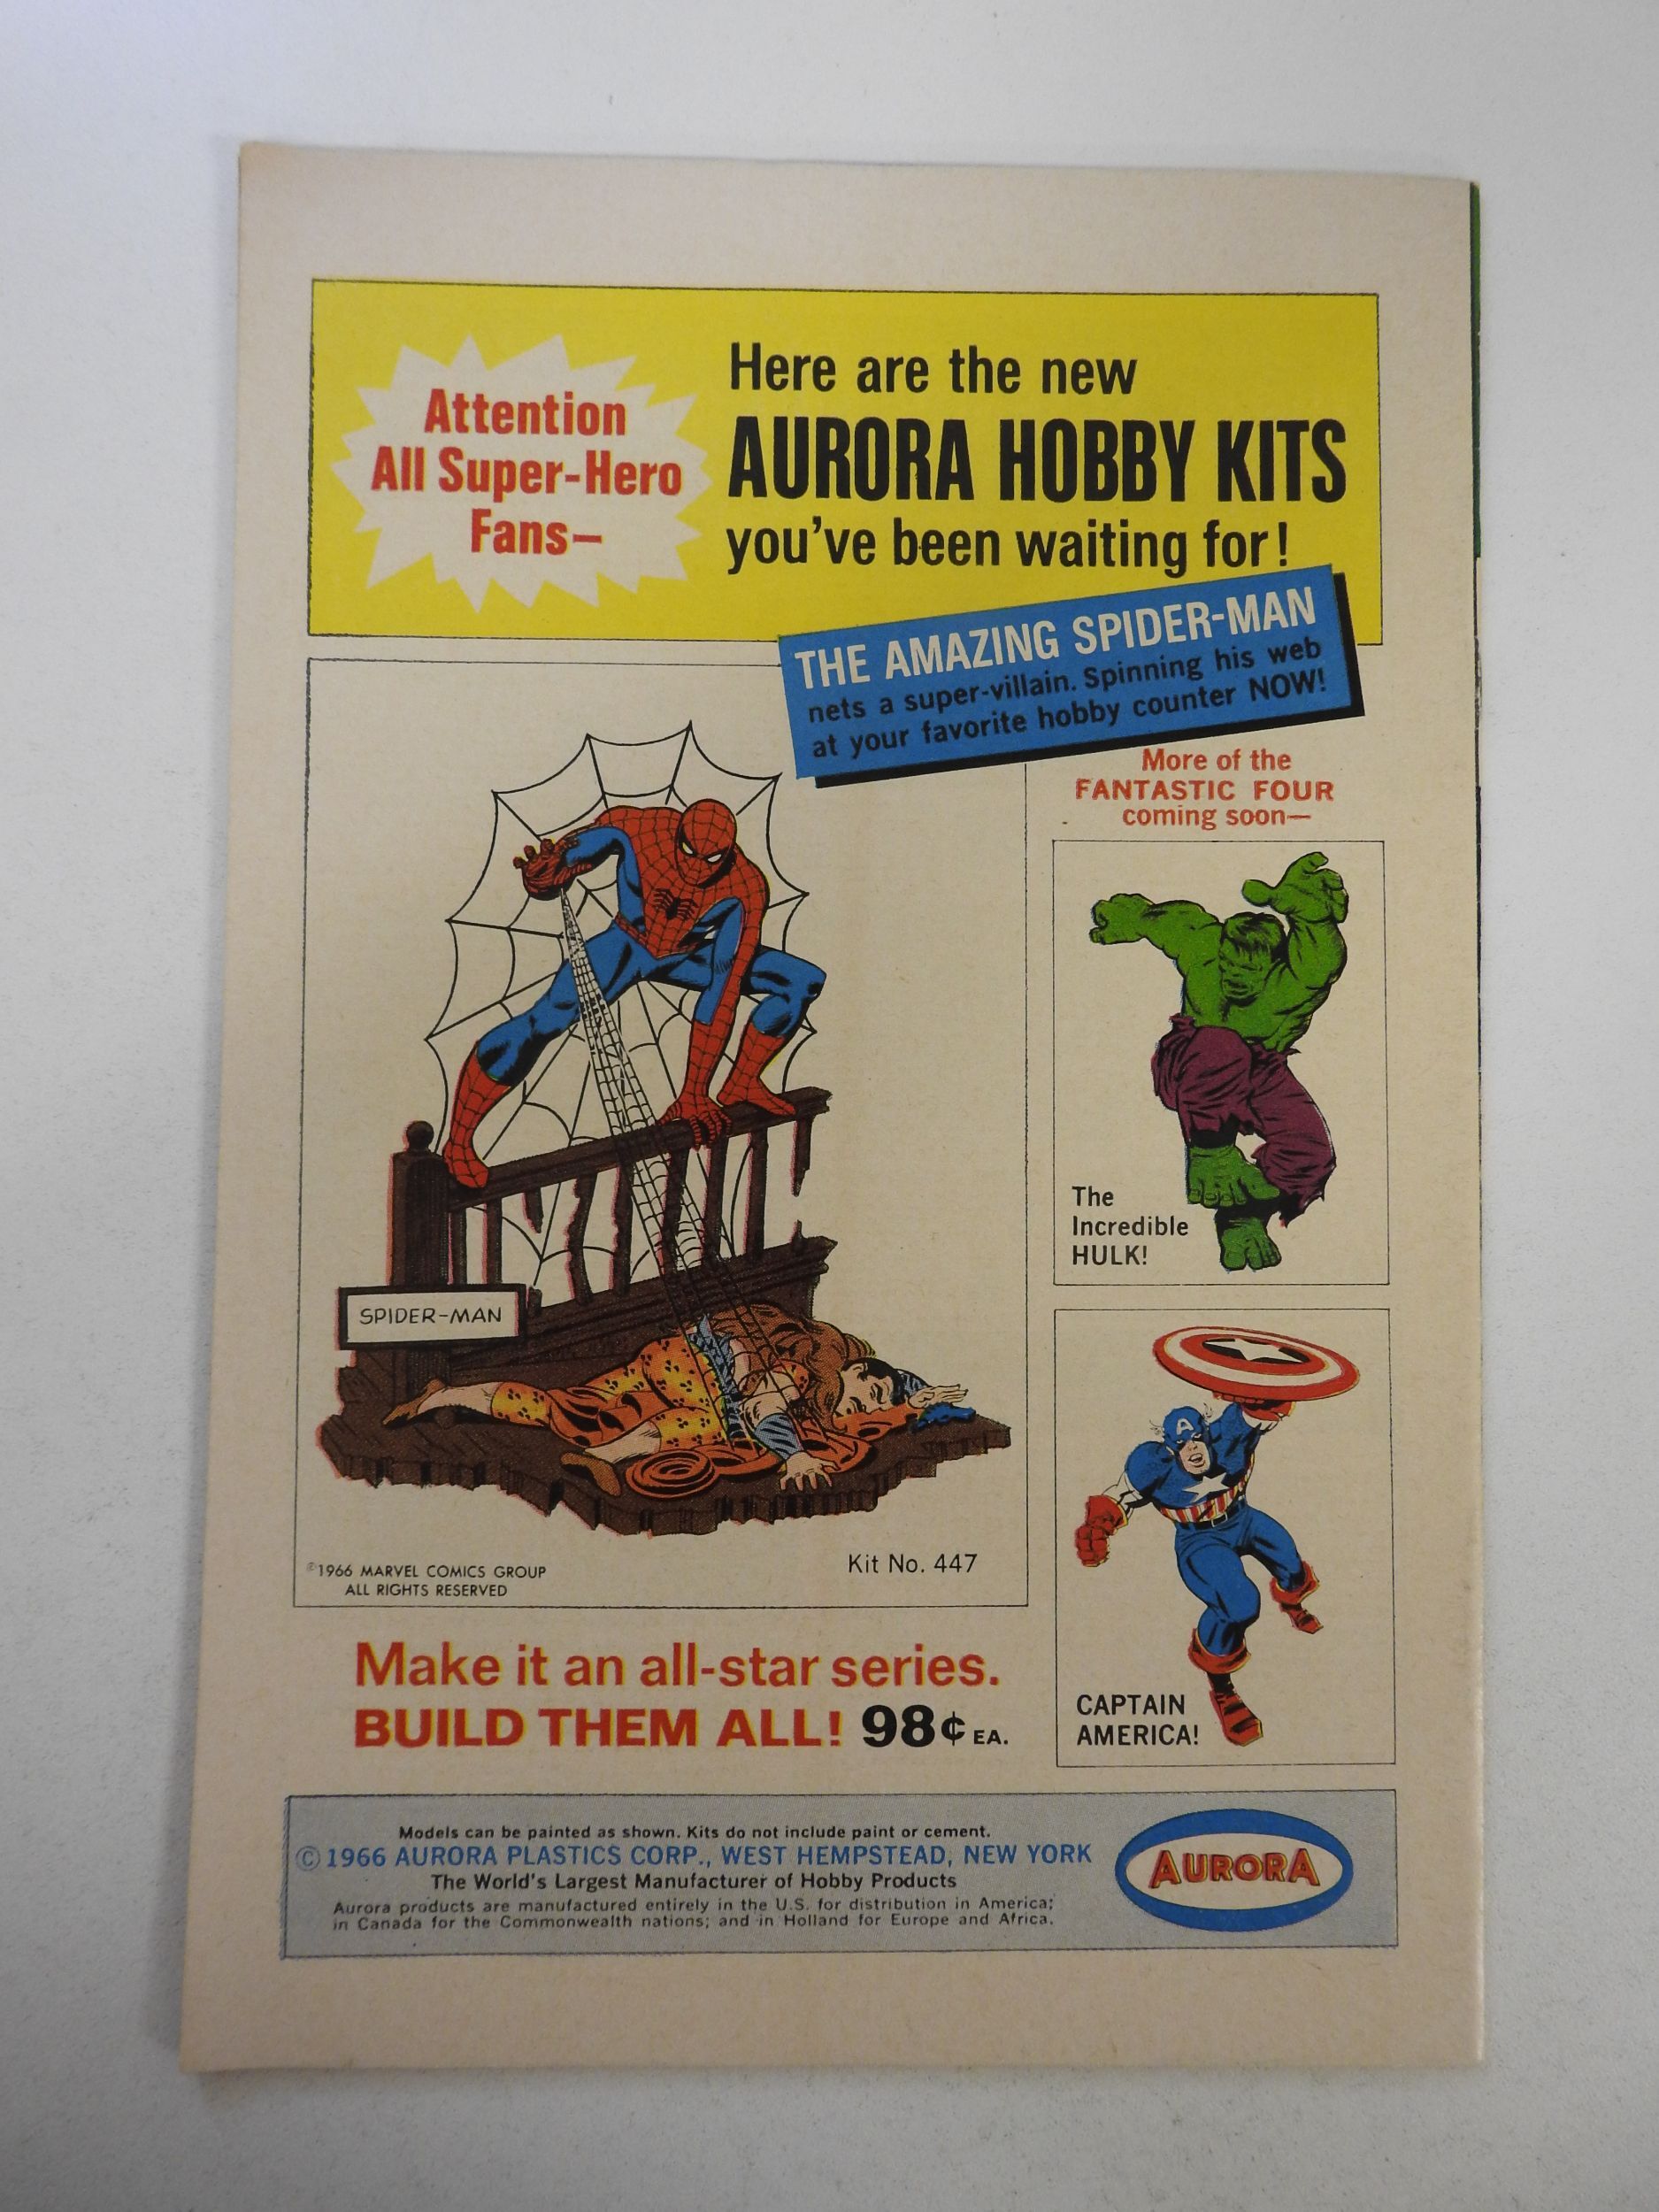 Attention
All Super-Hero
Fans—
Here are the new
AURORA HOBBY KITS
you've been waiting for!
THE AMAZING SPIDER-MAN
nets a super-villain. Spinning his web
at your favorite hobby counter NOW!
More of the
FANTASTIC FOUR
coming soon—
The
Incredible
HULK!
SPIDER-MAN
A
©1966 MARVEL COMICS GROUP
ALL RIGHTS RESERVED
Kit No. 447
CAPTAIN
AMERICA!
Make it an all-star series.
BUILD THEM ALL! 98¢ EA.
Models can be painted as shown. Kits do not include paint or cement.
©1966 AURORA PLASTICS CORP., WEST HEMPSTEAD, NEW YORK
The World's Largest Manufacturer of Hobby Products
Aurora products are manufactured entirely in the U.S. for distribution in America;
in Canada for the Commonwealth nations; and in Holland for Europe and Africa.
AURORA